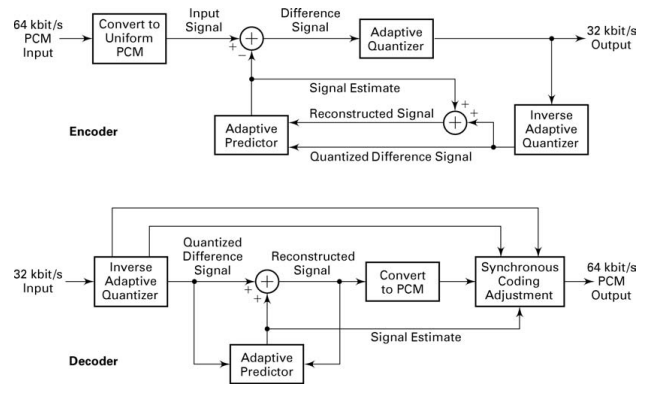 64 kbit/s
PCM
Input
Convert to
Uniform
PCM
Input
Signal
+
−
+
Difference
Signal
Adaptive
Quantizer
32 kbit/s
Output
Signal Estimate
+
+
+
Reconstructed Signal
Inverse
Adaptive
Quantizer
Encoder
Adaptive
Predictor
Quantized Difference Signal
32 kbit/s
Input
Inverse
Adaptive
Quantizer
Quantized
Difference
Signal
+
+
+
Reconstructed
Signal
Convert
to PCM
Synchronous
Coding
Adjustment
64 kbit/s
PCM
Output
Signal Estimate
Decoder
Adaptive
Predictor